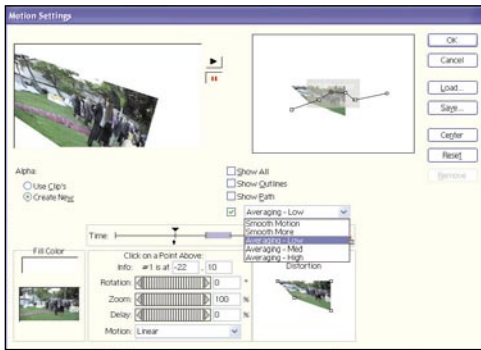 Motion Settings
OK
Cancel
Load...
Save...
Center
Reset
Remove
Alpha:
Use Clip's
Create New
Show All
Show Outlines
Show Path
Averaging - Low
Smooth Motion
Smooth More
Averaging - Low
Averaging - Med
Averaging - High
Time:
Fill Color
Click on a Point Above:
Info: #1 is at -22 , 10
Distortion
Rotation: 0 °
Zoom: 100 %
Delay: 0 %
Motion: Linear